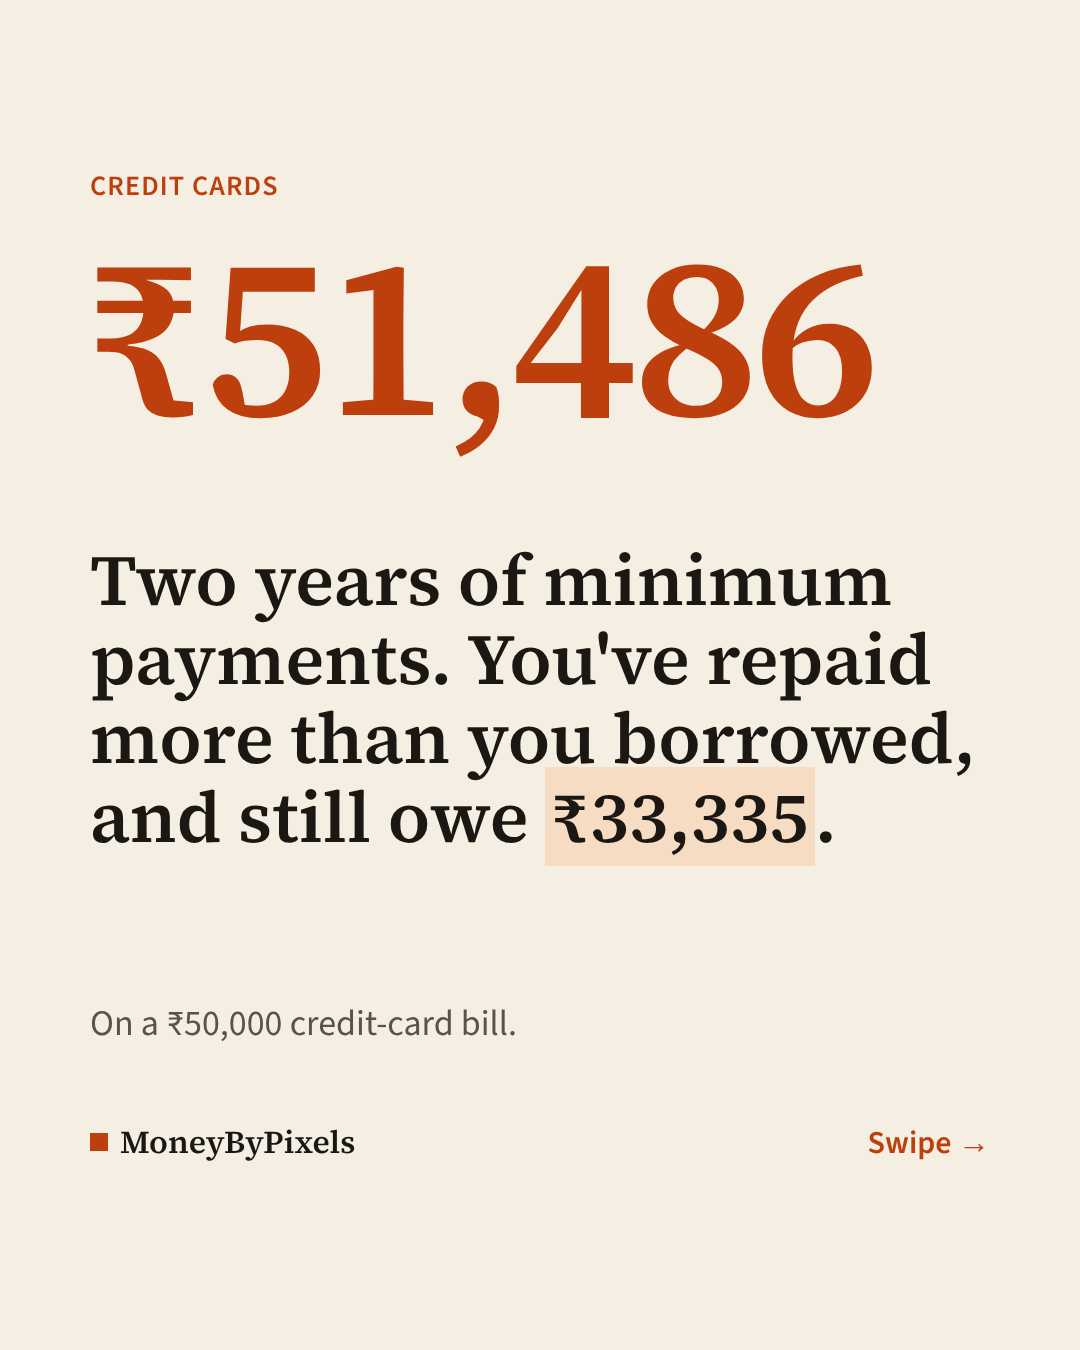 CREDIT CARDS
₹51,486
Two years of minimum
payments. You've repaid
more than you borrowed,
and still owe ₹33,335.
On a ₹50,000 credit-card bill.
MoneyByPixels
Swipe →